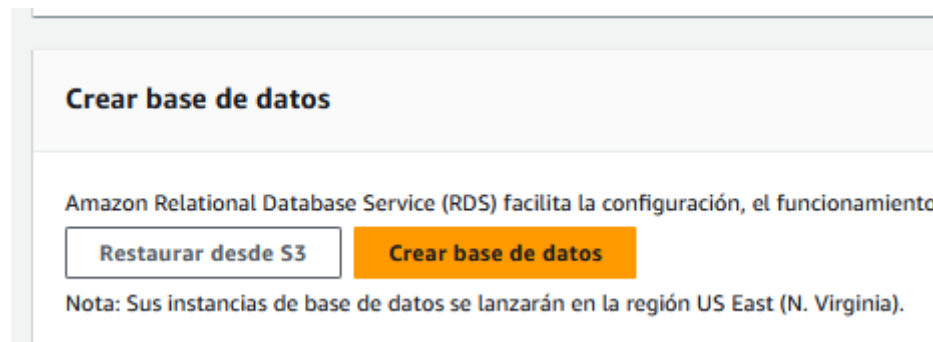 Crear base de datos
Amazon Relational Database Service (RDS) facilita la configuración, el funcionamiento
Restaurar desde S3 Crear base de datos
Nota: Sus instancias de base de datos se lanzarán en la región US East (N. Virginia).